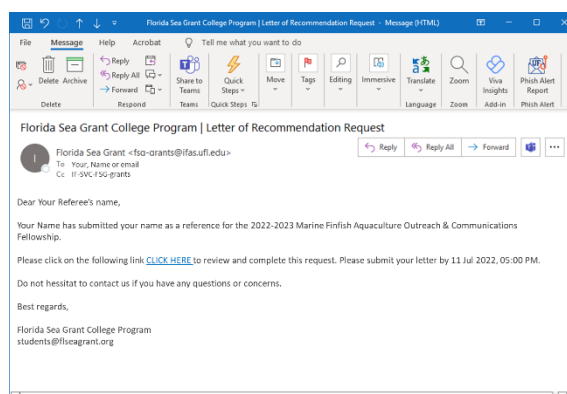 Florida Sea Grant College Program | Letter of Recommendation Request - Message (HTML)
File Message Help Acrobat Tell me what you want to do
Delete Archive
Reply
Reply All
Forward
Share to Teams
Quick Steps
Move
Tags
Editing
Immersive
Translate
Zoom
Viva Insights
Phish Alert Report
Delete Respond Teams Quick Steps Language Zoom Add-in Phish Alert
Florida Sea Grant College Program | Letter of Recommendation Request
I
Florida Sea Grant <fsg-grants@ifas.ufl.edu>
To Your, Name or email
Cc IF-SVC-FSG-grants
Reply Reply All Forward
Dear Your Referee's name,
Your Name has submitted your name as a reference for the 2022-2023 Marine Finfish Aquaculture Outreach & Communications
Fellowship.
Please click on the following link CLICK HERE to review and complete this request. Please submit your letter by 11 Jul 2022, 05:00 PM.
Do not hessitat to contact us if you have any questions or concerns.
Best regards,
Florida Sea Grant College Program
students@flseagrant.org